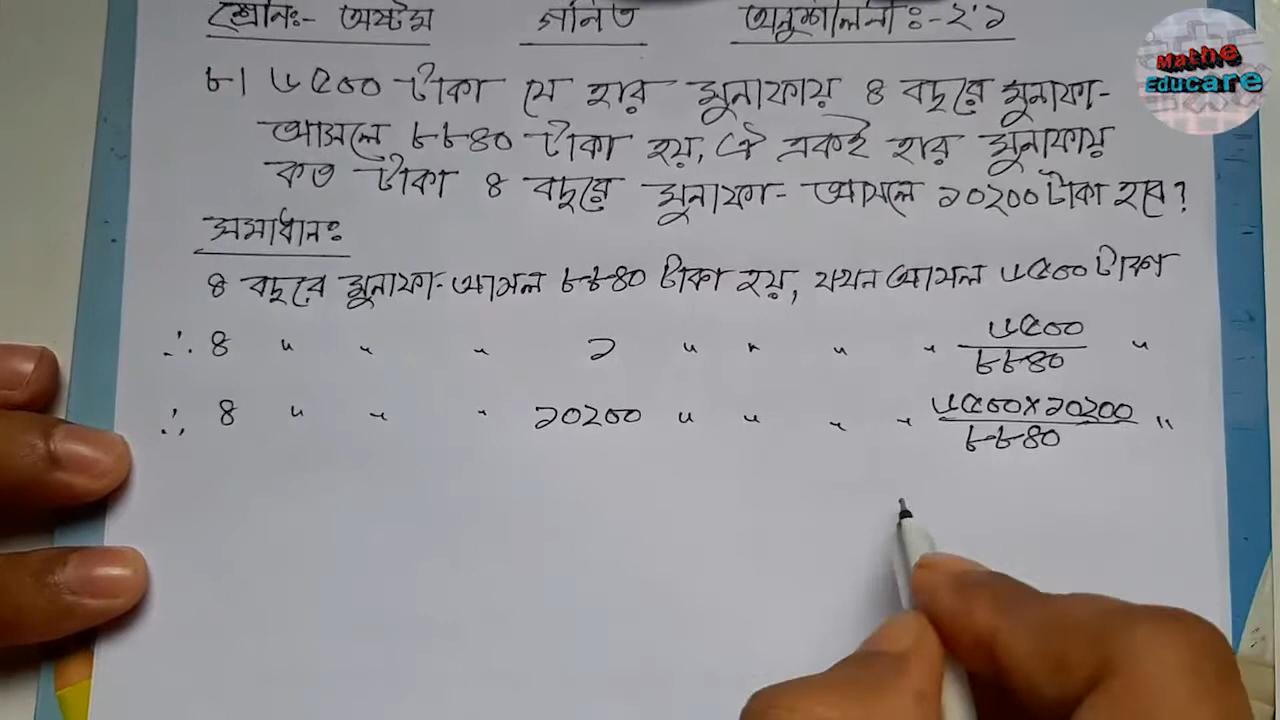 শ্রেনিঃ- অষ্টম গনিত অনুশীলনীঃ-২'১
Mathe
Educare
৮। ৬৫০০ টাকা যে হার মুনাফায় ৪ বছরে মুনাফা-
আসলে ৮৮৪০ টাকা হয়, ঐ একই হার মুনাফায়
কত টাকা ৪ বছরে মুনাফা- আসলে ১০২০০ টাকা হবে?
সমাধানঃ
৪ বছরে মুনাফা-আসল ৮৮৪০ টাকা হয়, যখন আসল ৬৫০০ টাকা
∴ ৪ " " " ১ " " " " ৬৫০০/৮৮৪০ "
∴ ৪ " " " ১০২০০ " " " " ৬৫০০×১০২০০/৮৮৪০ "